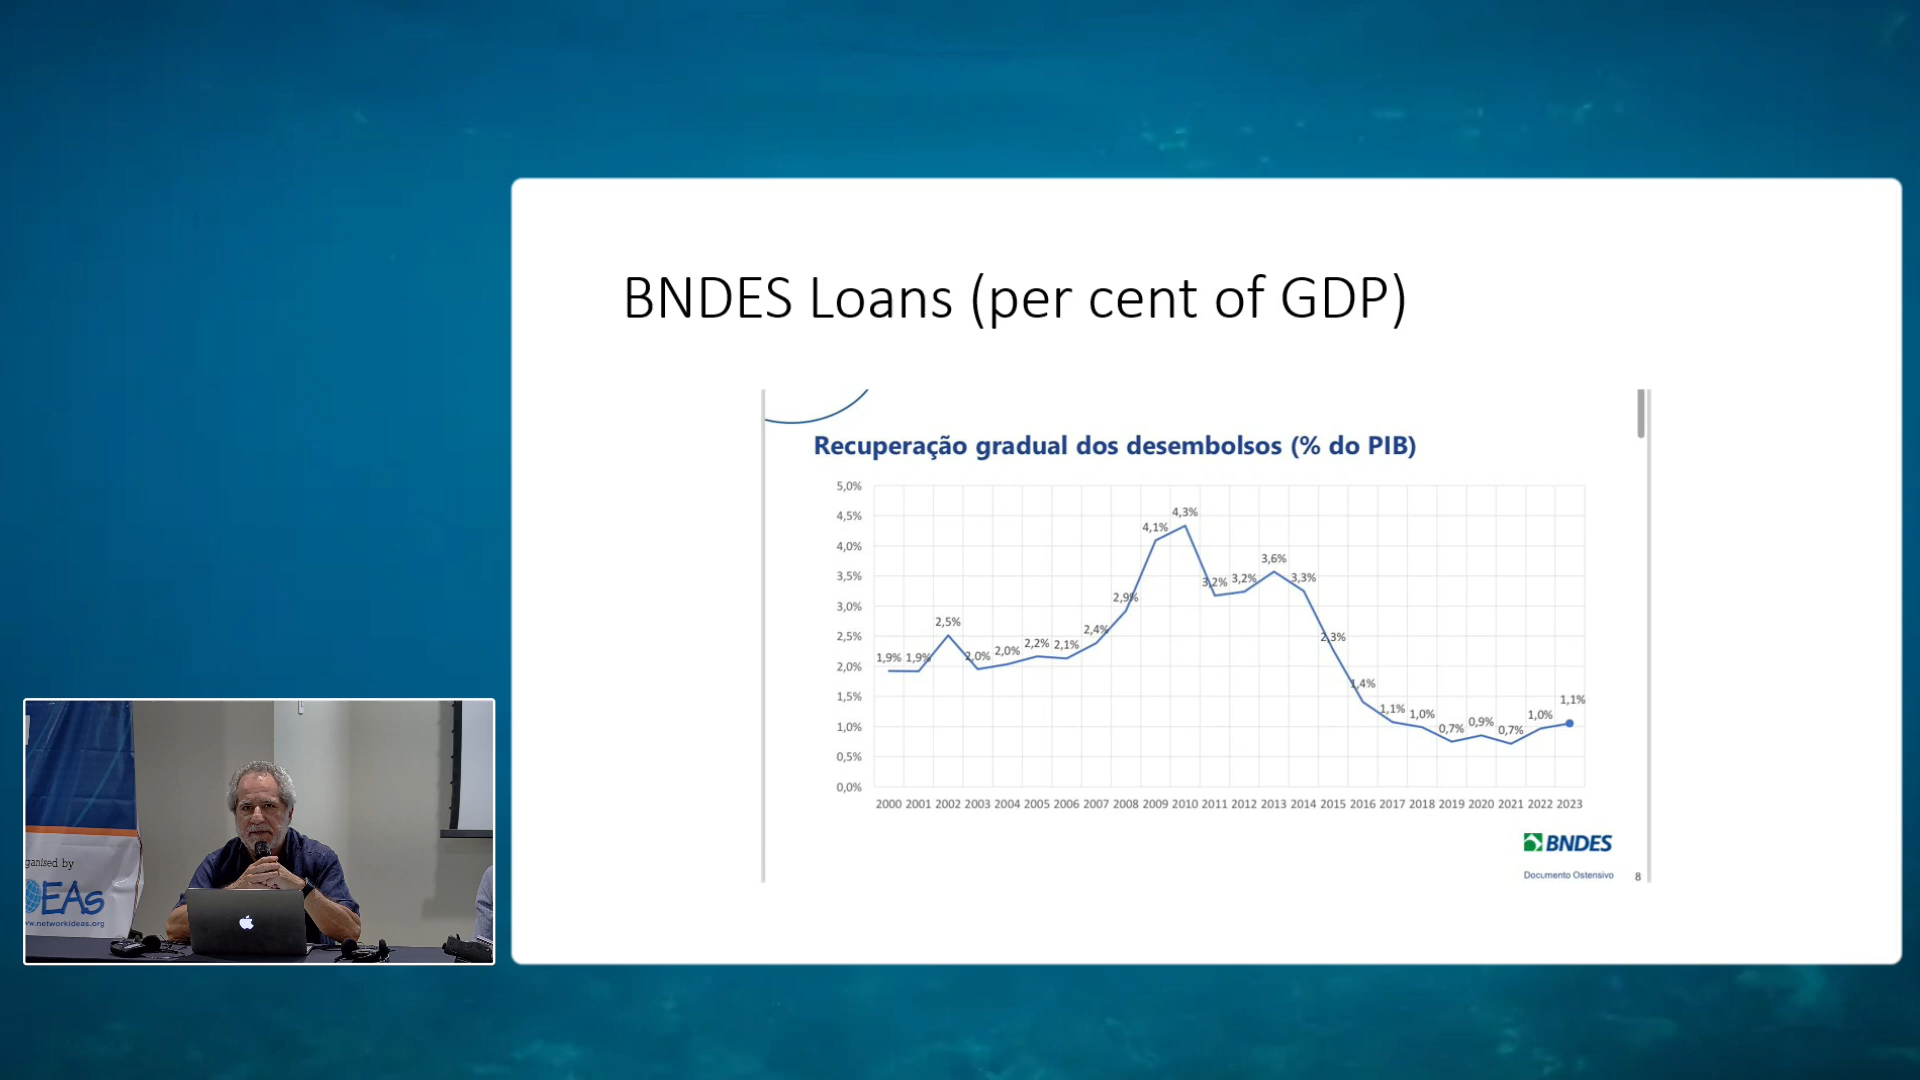 BNDES Loans (per cent of GDP)
Recuperação gradual dos desembolsos (% do PIB)
5,0%
4,5%
4,0%
3,5%
3,0%
2,5%
2,0%
1,5%
1,0%
0,5%
0,0%
1,9% 1,9% 2,5% 2,0% 2,0% 2,2% 2,1% 2,4% 2,9% 4,1% 4,3% 3,2% 3,2% 3,6% 3,3% 2,3% 1,4% 1,1% 1,0% 0,7% 0,9% 0,7% 1,0% 1,1%
2000 2001 2002 2003 2004 2005 2006 2007 2008 2009 2010 2011 2012 2013 2014 2015 2016 2017 2018 2019 2020 2021 2022 2023
BNDES
Documento Ostensivo 8
ganised by
EAs
w.networkideas.org